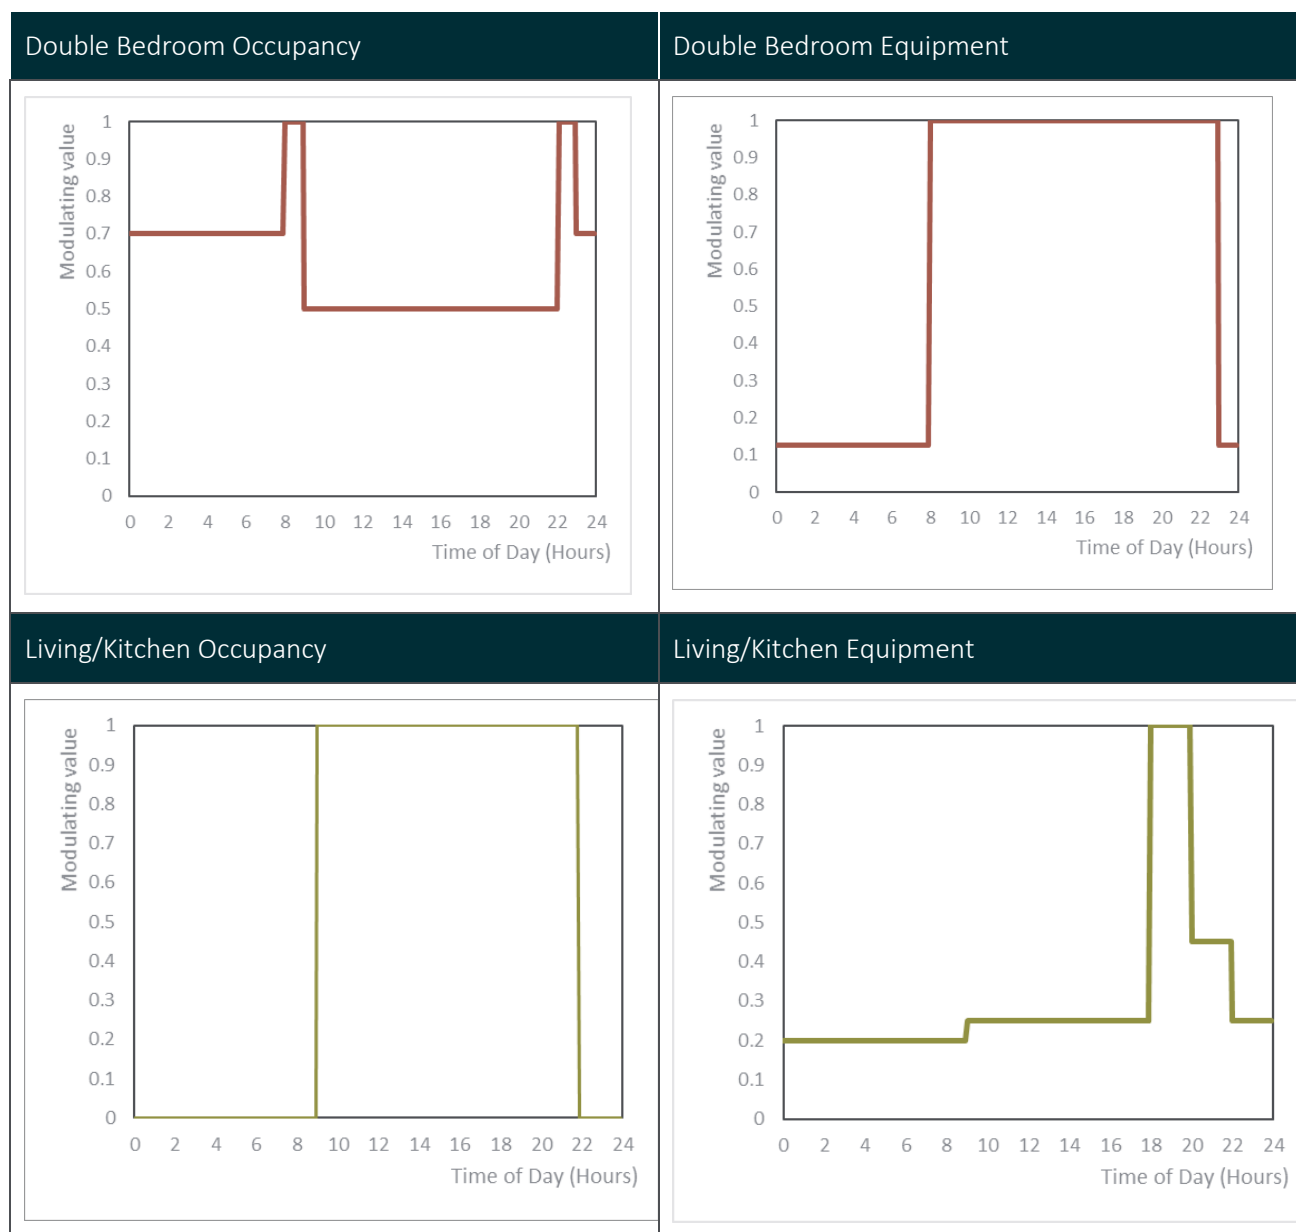 Double Bedroom Occupancy
Double Bedroom Equipment
Modulating value
1
0.9
0.8
0.7
0.6
0.5
0.4
0.3
0.2
0.1
0
0 2 4 6 8 10 12 14 16 18 20 22 24
Time of Day (Hours)
Modulating value
1
0.9
0.8
0.7
0.6
0.5
0.4
0.3
0.2
0.1
0
0 2 4 6 8 10 12 14 16 18 20 22 24
Time of Day (Hours)
Living/Kitchen Occupancy
Living/Kitchen Equipment
Modulating value
1
0.9
0.8
0.7
0.6
0.5
0.4
0.3
0.2
0.1
0
0 2 4 6 8 10 12 14 16 18 20 22 24
Time of Day (Hours)
Modulating value
1
0.9
0.8
0.7
0.6
0.5
0.4
0.3
0.2
0.1
0
0 2 4 6 8 10 12 14 16 18 20 22 24
Time of Day (Hours)